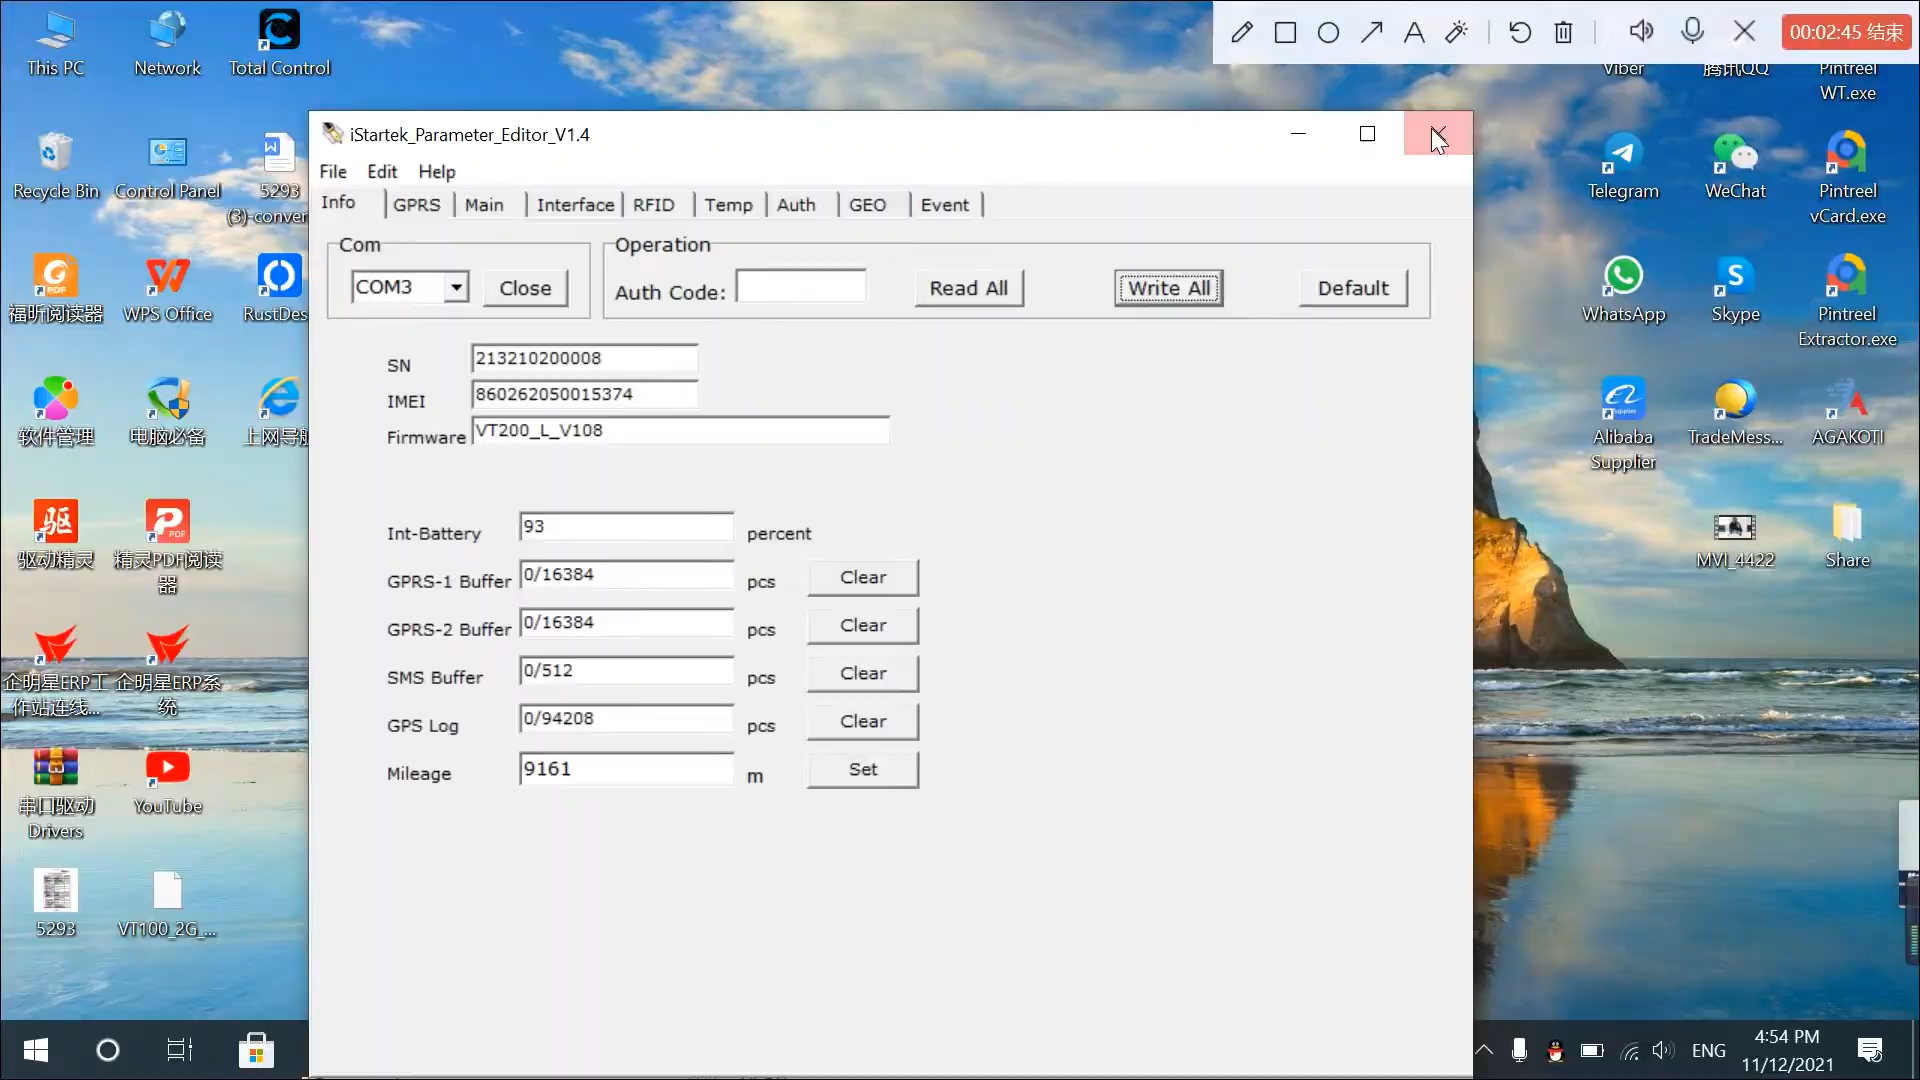 00:02:45 结束
This PC
Network
Total Control
Viber
腾讯QQ
Pintreel
WT.exe
Recycle Bin
Control Panel
5293
(3)-conver
Telegram
WeChat
Pintreel
vCard.exe
福昕阅读器
WPS Office
RustDes
WhatsApp
Skype
Pintreel
Extractor.exe
软件管理
电脑必备
上网导航
Alibaba
Supplier
TradeMess...
AGAKOTI
驱动精灵
精灵PDF阅读
器
MVI_4422
Share
企明星ERP工
作站连线...
企明星ERP系
统
串口驱动
Drivers
YouTube
5293
VT100_2G_...
iStartek_Parameter_Editor_V1.4
File Edit Help
Info GPRS Main Interface RFID Temp Auth GEO Event
Com
COM3 Close
Operation
Auth Code: Read All Write All Default
SN 213210200008
IMEI 860262050015374
Firmware VT200_L_V108
Int-Battery 93 percent
GPRS-1 Buffer 0/16384 pcs Clear
GPRS-2 Buffer 0/16384 pcs Clear
SMS Buffer 0/512 pcs Clear
GPS Log 0/94208 pcs Clear
Mileage 9161 m Set
ENG
4:54 PM
11/12/2021